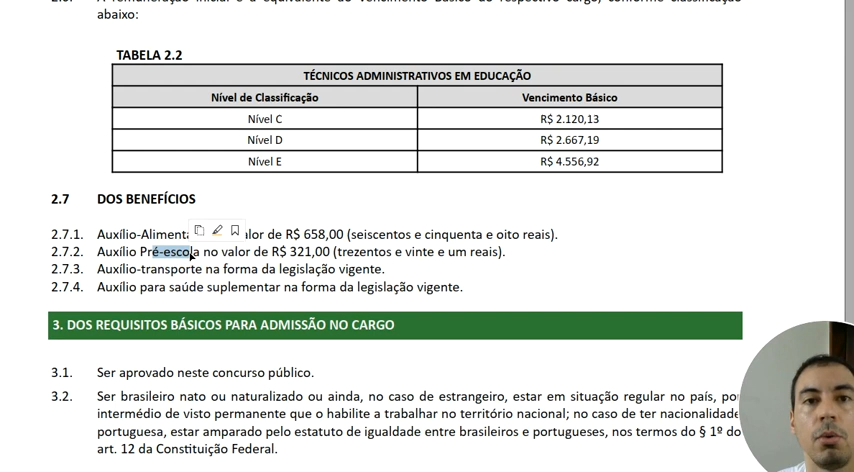 abaixo:
TABELA 2.2
TÉCNICOS ADMINISTRATIVOS EM EDUCAÇÃO
Nível de Classificação Vencimento Básico
Nível C R$ 2.120,13
Nível D R$ 2.667,19
Nível E R$ 4.556,92
2.7 DOS BENEFÍCIOS
2.7.1. valor de R$ 658,00 (seiscentos e cinquenta e oito reais).
2.7.2. Auxílio Pré-escola no valor de R$ 321,00 (trezentos e vinte e um reais).
2.7.3. Auxílio-transporte na forma da legislação vigente.
2.7.4. Auxílio para saúde suplementar na forma da legislação vigente.
3. DOS REQUISITOS BÁSICOS PARA ADMISSÃO NO CARGO
3.1. Ser aprovado neste concurso público.
3.2. Ser brasileiro nato ou naturalizado ou ainda, no caso de estrangeiro, estar em situação regular no país, por
intermédio de visto permanente que o habilite a trabalhar no território nacional; no caso de ter nacionalidade
portuguesa, estar amparado pelo estatuto de igualdade entre brasileiros e portugueses, nos termos do § 1º do
art. 12 da Constituição Federal.